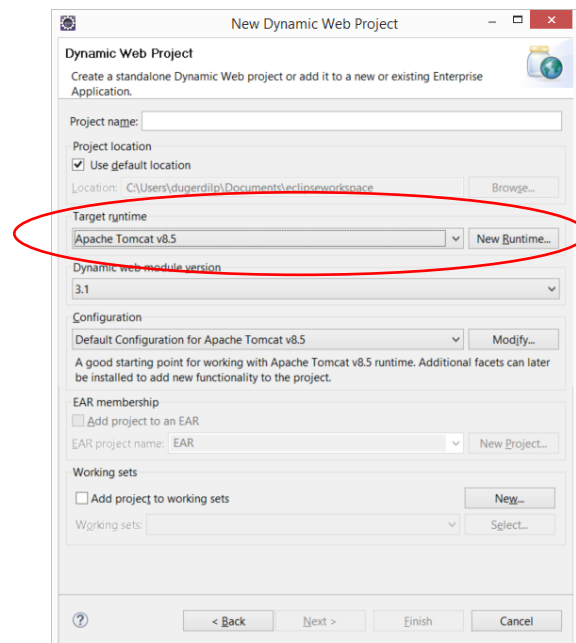 New Dynamic Web Project
Dynamic Web Project
Create a standalone Dynamic Web project or add it to a new or existing Enterprise
Application.
Project name:
Project location
Use default location
Location: C:\Users\dugerdilp\Documents\eclipseworkspace Browse...
Target runtime
Apache Tomcat v8.5 New Runtime...
Dynamic web module version
3.1
Configuration
Default Configuration for Apache Tomcat v8.5 Modify...
A good starting point for working with Apache Tomcat v8.5 runtime. Additional facets can later
be installed to add new functionality to the project.
EAR membership
Add project to an EAR
EAR project name: EAR New Project...
Working sets
Add project to working sets New...
Working sets: Select...
? < Back Next > Finish Cancel